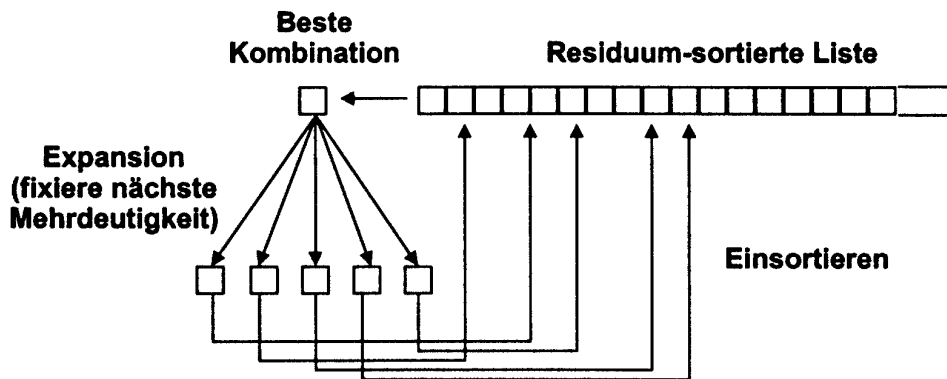 Beste
Kombination
Residuum-sortierte Liste
Expansion
(fixiere nächste
Mehrdeutigkeit)
Einsortieren